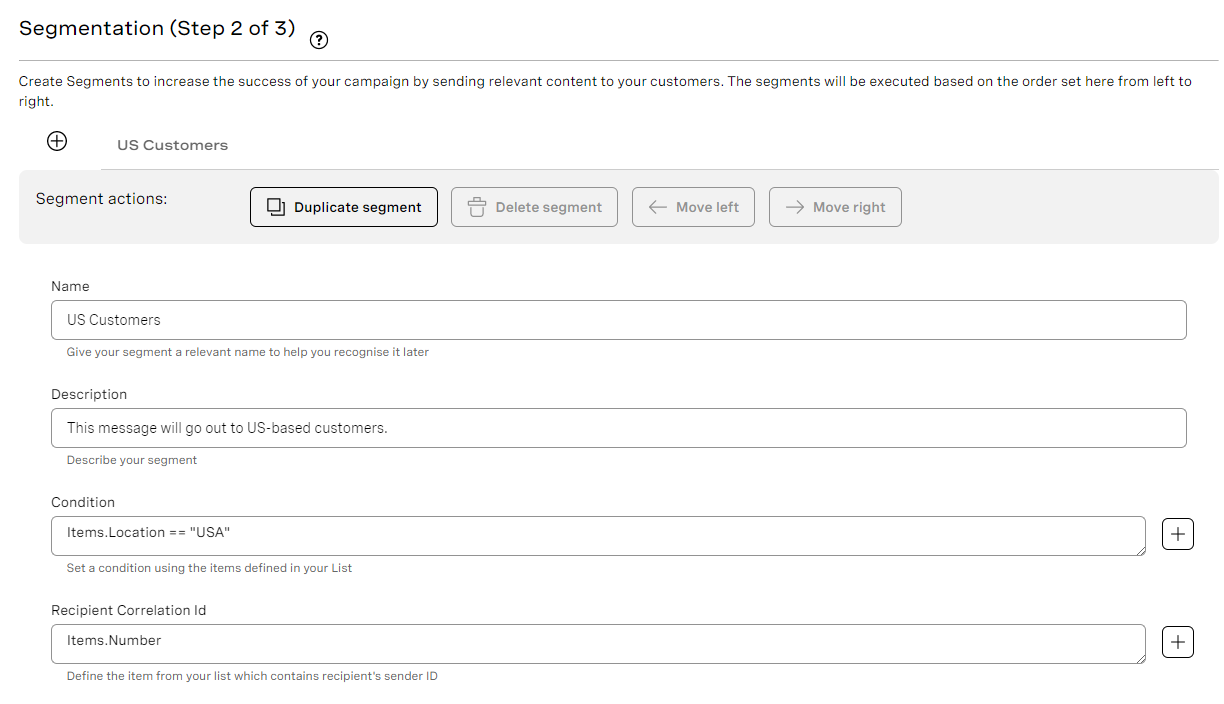 Segmentation (Step 2 of 3)
?
Create Segments to increase the success of your campaign by sending relevant content to your customers. The segments will be executed based on the order set here from left to
right.
US Customers
Segment actions:
Duplicate segment
Delete segment
Move left
Move right
Name
US Customers
Give your segment a relevant name to help you recognise it later
Description
This message will go out to US-based customers.
Describe your segment
Condition
Items.Location == "USA"
Set a condition using the items defined in your List
Recipient Correlation Id
Items.Number
Define the item from your list which contains recipient's sender ID